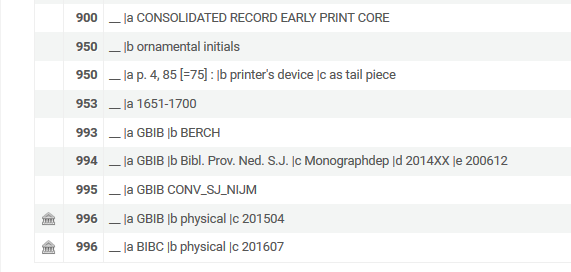 900 __ |a CONSOLIDATED RECORD EARLY PRINT CORE
950 __ |b ornamental initials
950 __ |a p. 4, 85 [=75] : |b printer's device |c as tail piece
953 __ |a 1651-1700
993 __ |a GBIB |b BERCH
994 __ |a GBIB |b Bibl. Prov. Ned. S.J. |c Monographdep |d 2014XX |e 200612
995 __ |a GBIB CONV_SJ_NIJM
996 __ |a GBIB |b physical |c 201504
996 __ |a BIBC |b physical |c 201607